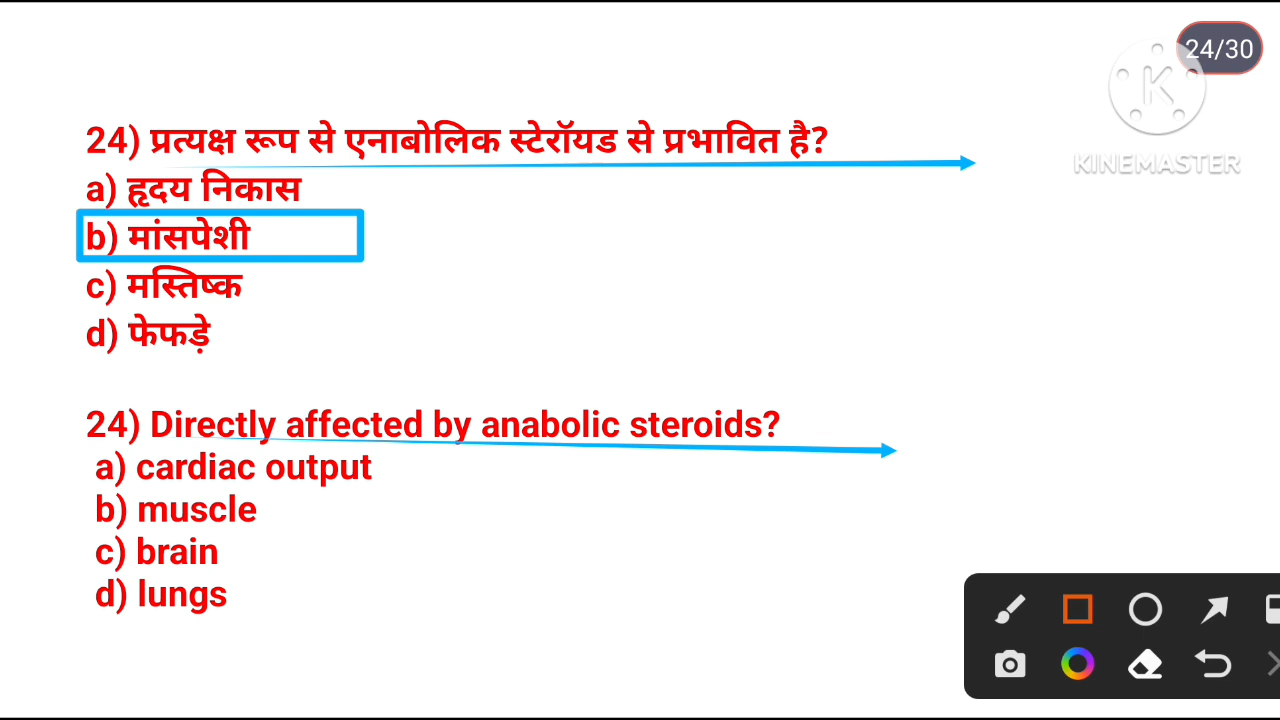 24/30
KINEMASTER
24) प्रत्यक्ष रूप से एनाबोलिक स्टेरॉयड से प्रभावित है?
a) हृदय निकास
b) मांसपेशी
c) मस्तिष्क
d) फेफड़े
24) Directly affected by anabolic steroids?
a) cardiac output
b) muscle
c) brain
d) lungs